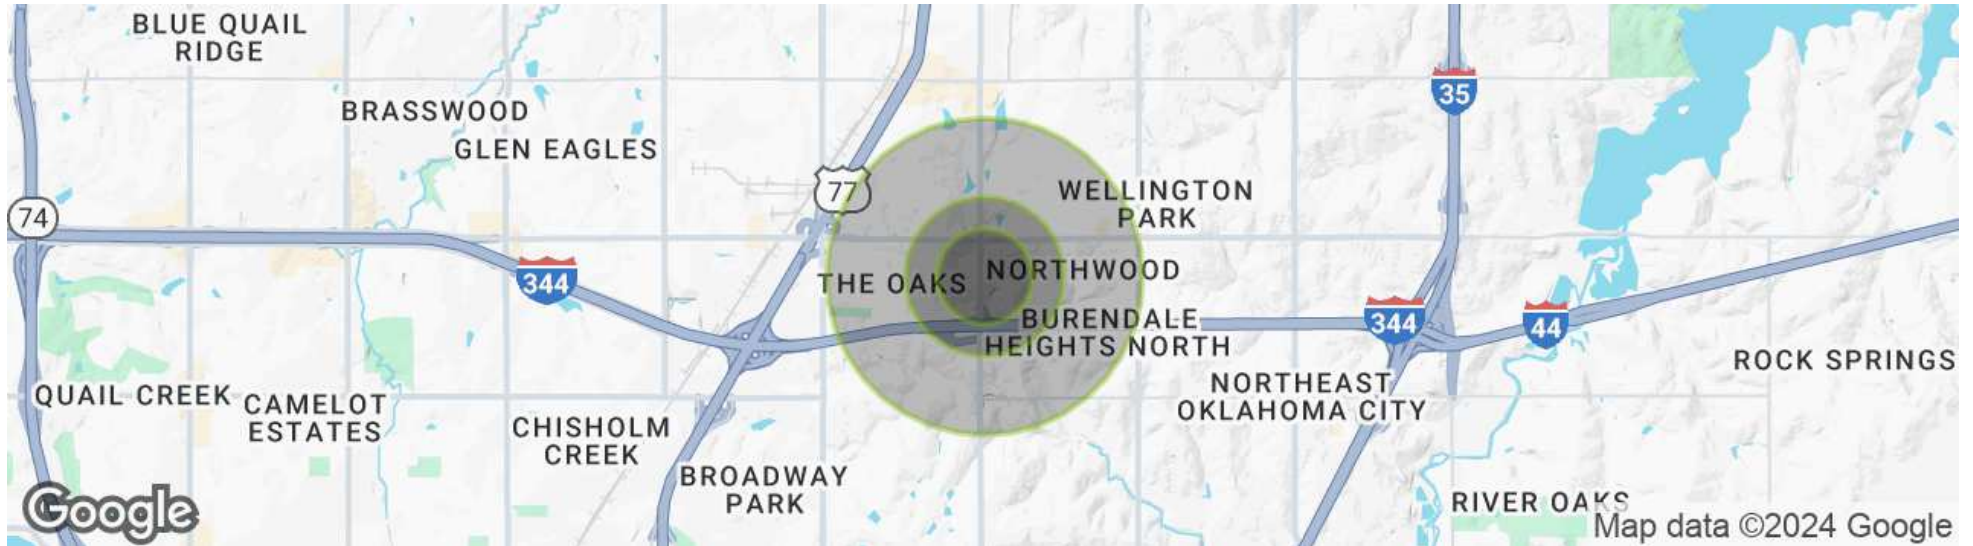 BLUE QUAIL
RIDGE
BRASSWOOD
GLEN EAGLES
35
77
WELLINGTON
PARK
74
344
THE OAKS
NORTHWOOD
BURENDALE
HEIGHTS NORTH
344
44
ROCK SPRINGS
QUAIL CREEK
CAMELOT
ESTATES
NORTHEAST
OKLAHOMA CITY
CHISHOLM
CREEK
BROADWAY
PARK
RIVER OAKS
Google
Map data ©2024 Google